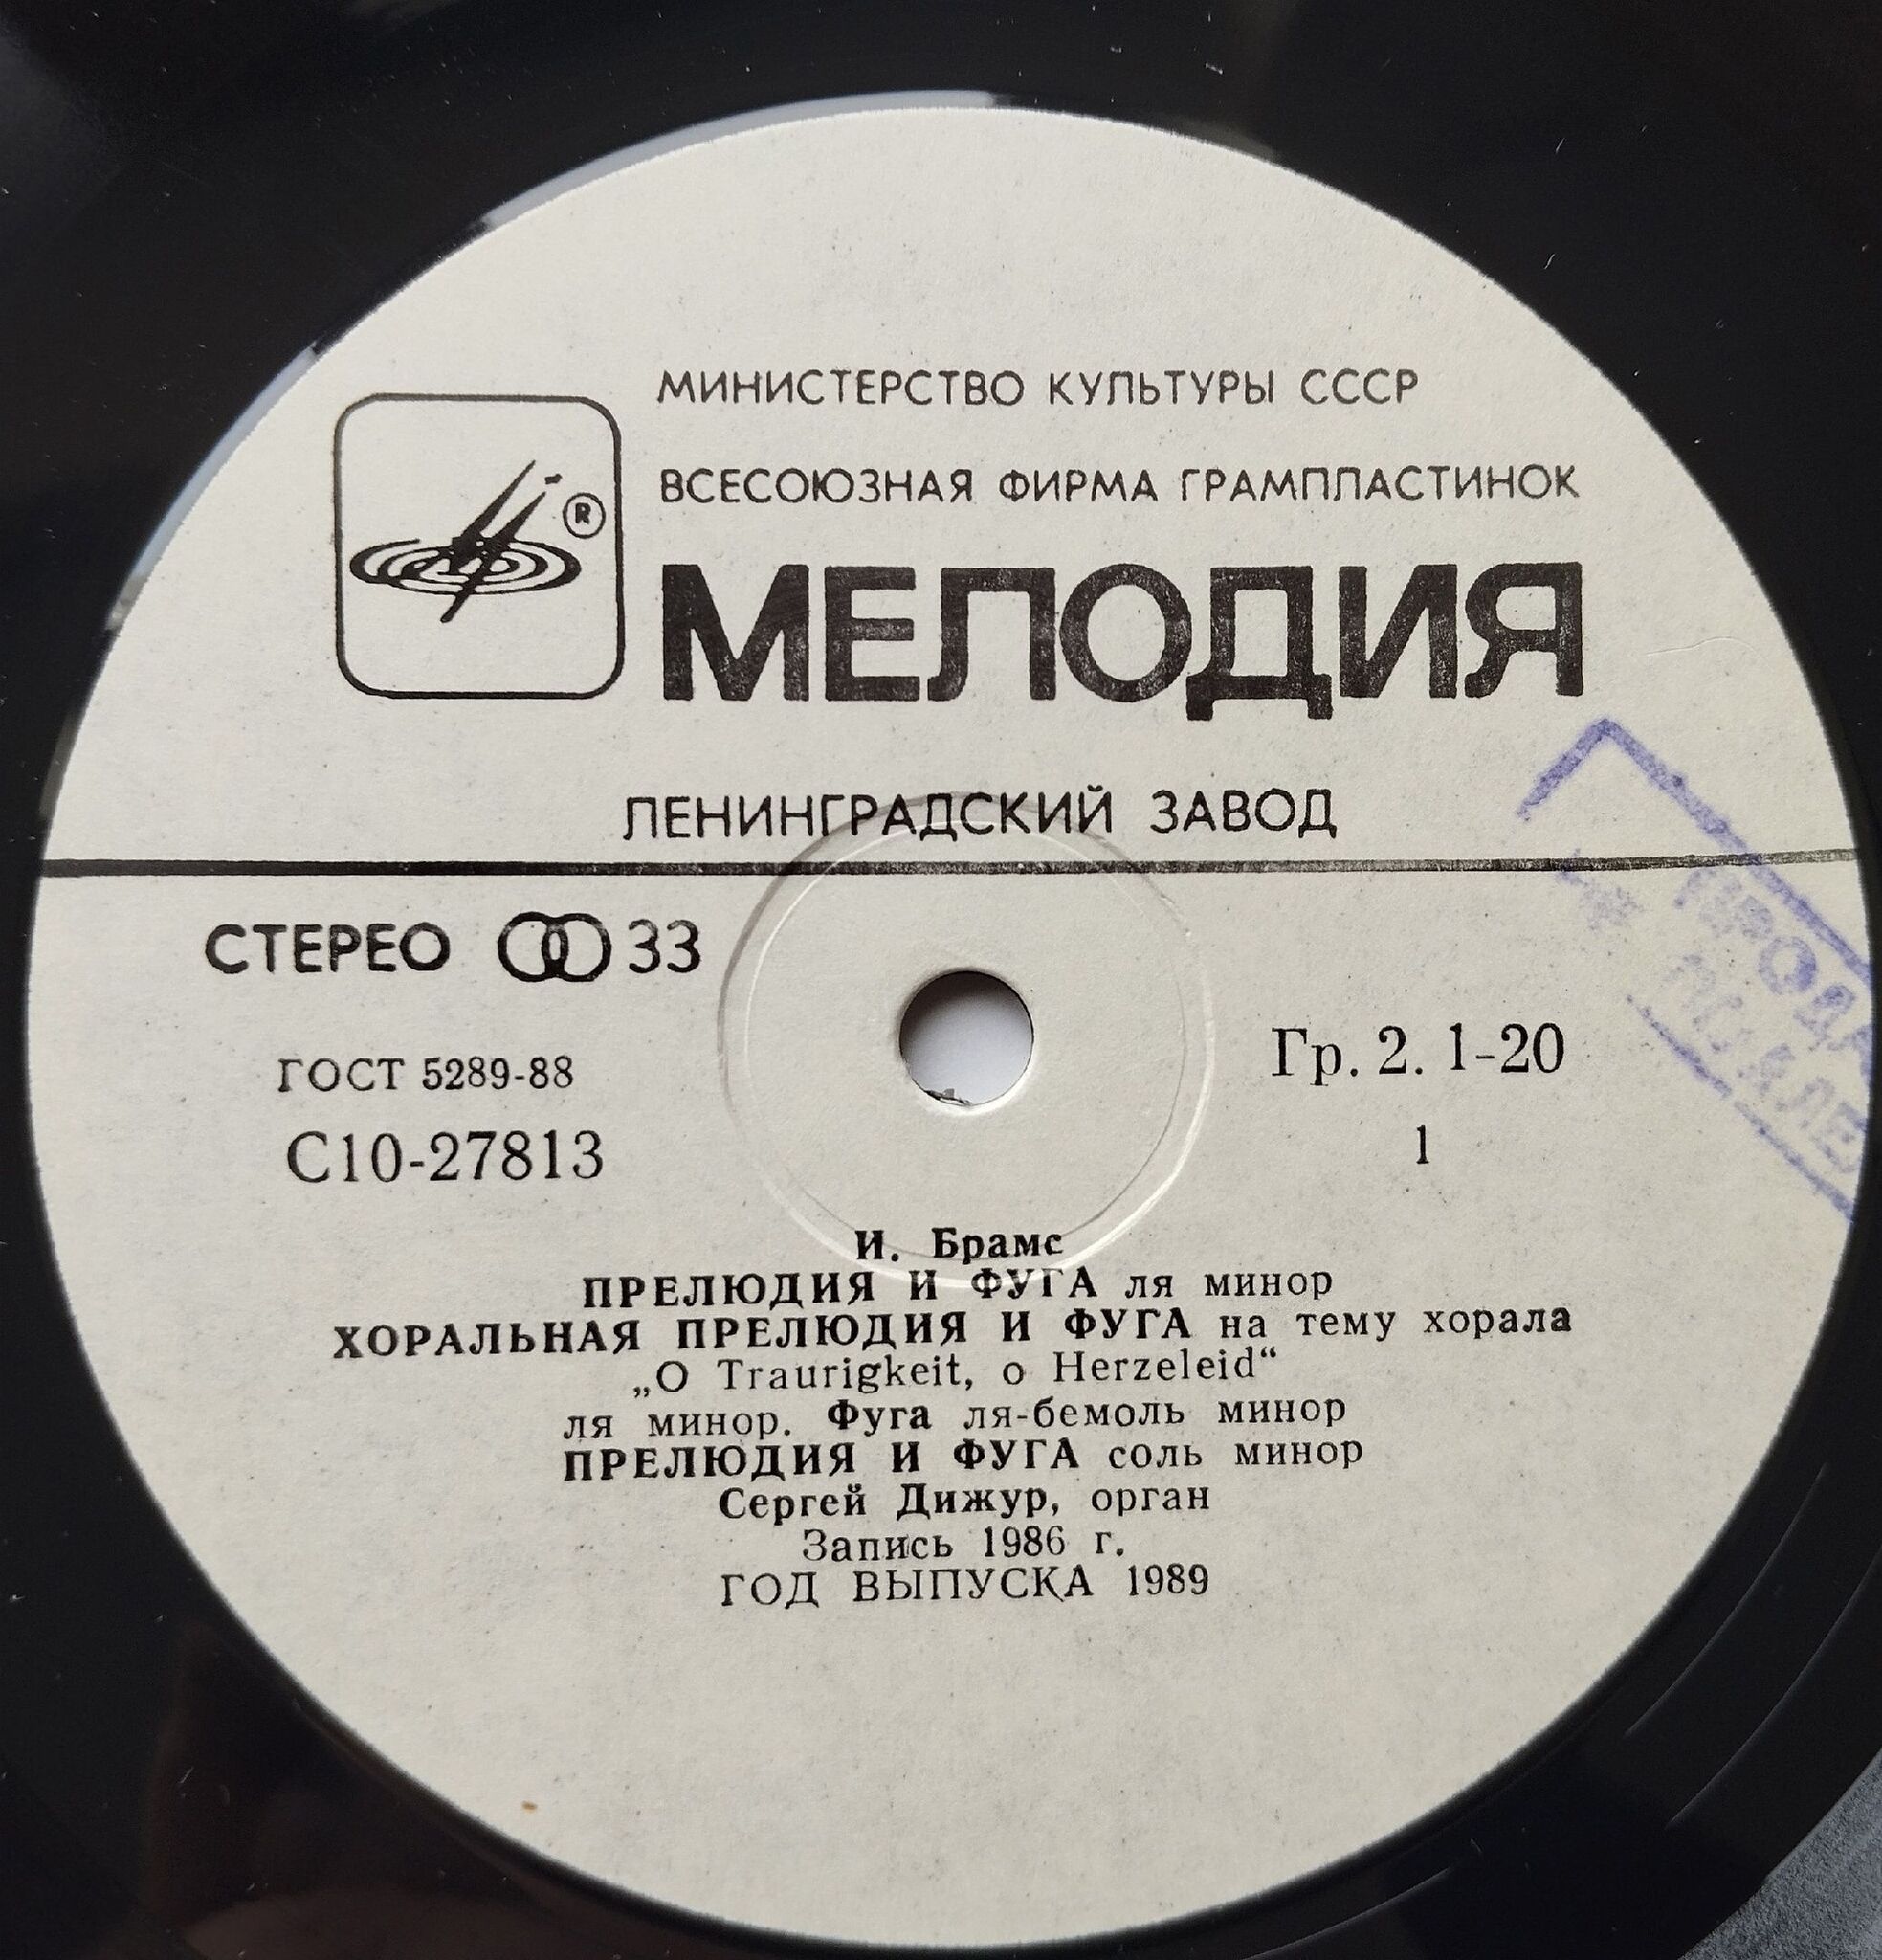 МИНИСТЕРСТВО КУЛЬТУРЫ СССР
ВСЕСОЮЗНАЯ ФИРМА ГРАМПЛАСТИНОК
®
МЕЛОДИЯ
ЛЕНИНГРАДСКИЙ ЗАВОД
СТЕРЕО 33
ГОСТ 5289-88
Гр. 2. 1-20
С10-27813
1
И. Брамс
ПРЕЛЮДИЯ И ФУГА ля минор
ХОРАЛЬНАЯ ПРЕЛЮДИЯ И ФУГА на тему хорала
„O Traurigkeit, o Herzeleid“
ля минор. Фуга ля-бемоль минор
ПРЕЛЮДИЯ И ФУГА соль минор
Сергей Дижур, орган
Запись 1986 г.
ГОД ВЫПУСКА 1989